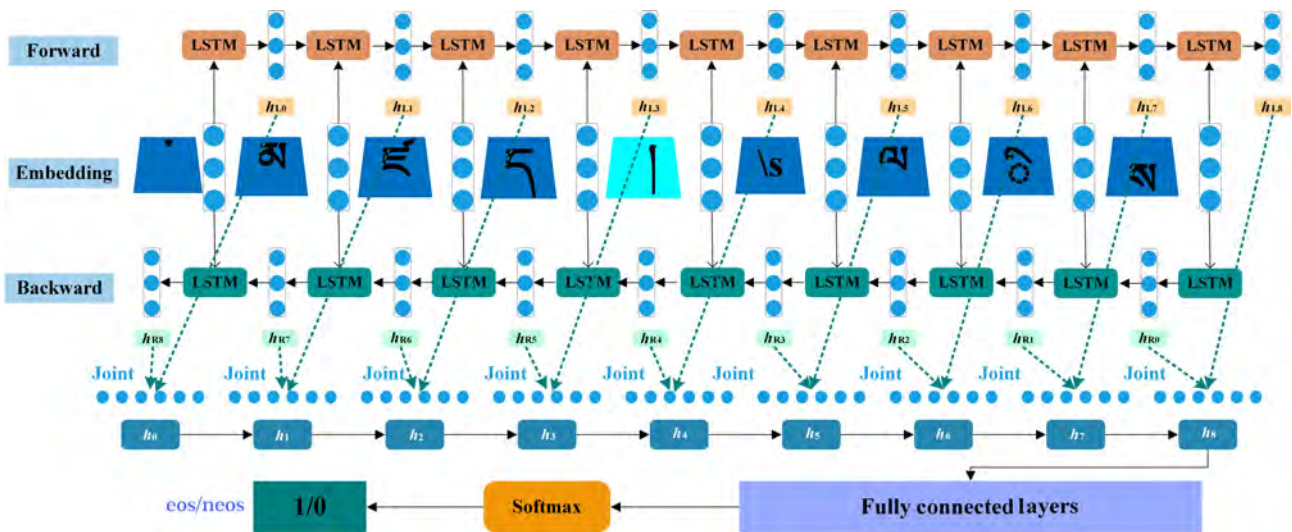 Forward LSTM LSTM LSTM LSTM LSTM LSTM LSTM LSTM LSTM
hL0 hL1 hL2 hL3 hL4 hL5 hL6 hL7 hL8
Embedding ་ ད ། \s ལ ི
Backward LSTM LSTM LSTM LSTM LSTM LSTM LSTM LSTM LSTM
hR8 hR7 hR6 hR5 hR4 hR3 hR2 hR1 hR0
Joint Joint Joint Joint Joint Joint Joint Joint Joint
h0 h1 h2 h3 h4 h5 h6 h7 h8
eos/neos 1/0 Softmax Fully connected layers